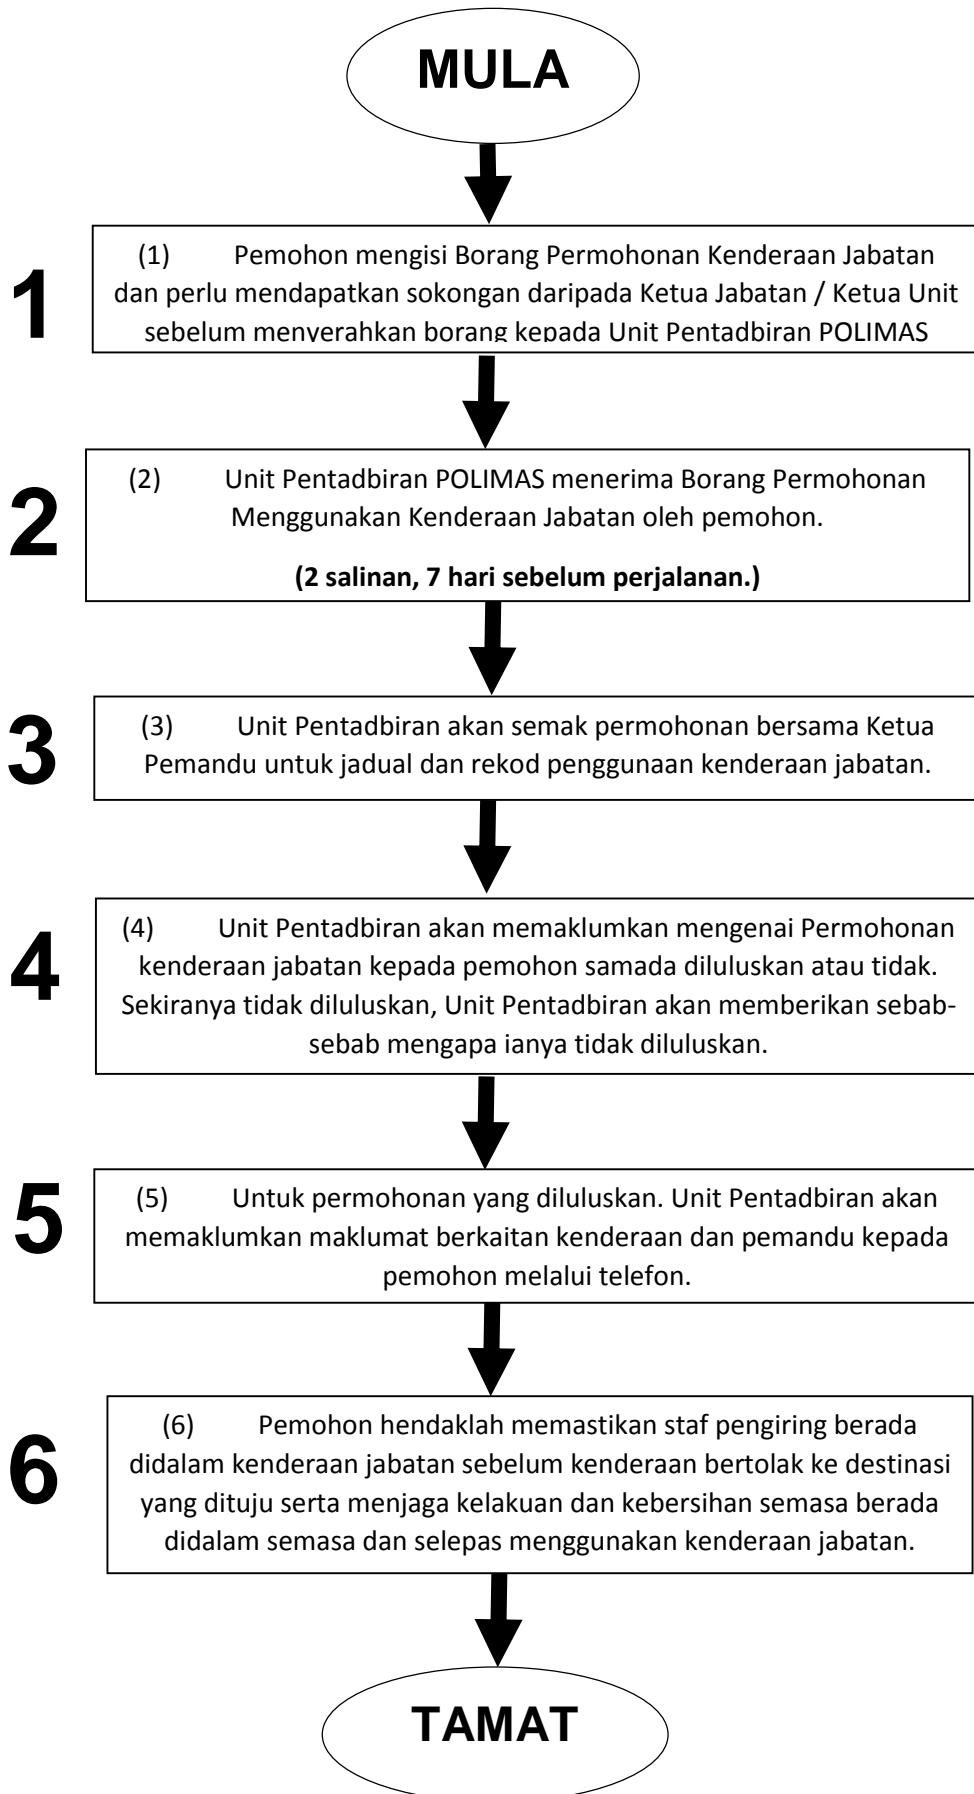 MULA
1
(1) Pemohon mengisi Borang Permohonan Kenderaan Jabatan
dan perlu mendapatkan sokongan daripada Ketua Jabatan / Ketua Unit
sebelum menyerahkan borang kepada Unit Pentadbiran POLIMAS
2
(2) Unit Pentadbiran POLIMAS menerima Borang Permohonan
Menggunakan Kenderaan Jabatan oleh pemohon.
(2 salinan, 7 hari sebelum perjalanan.)
3
(3) Unit Pentadbiran akan semak permohonan bersama Ketua
Pemandu untuk jadual dan rekod penggunaan kenderaan jabatan.
4
(4) Unit Pentadbiran akan memaklumkan mengenai Permohonan
kenderaan jabatan kepada pemohon samada diluluskan atau tidak.
Sekiranya tidak diluluskan, Unit Pentadbiran akan memberikan sebab-
sebab mengapa ianya tidak diluluskan.
5
(5) Untuk permohonan yang diluluskan. Unit Pentadbiran akan
memaklumkan maklumat berkaitan kenderaan dan pemandu kepada
pemohon melalui telefon.
6
(6) Pemohon hendaklah memastikan staf pengiring berada
didalam kenderaan jabatan sebelum kenderaan bertolak ke destinasi
yang dituju serta menjaga kelakuan dan kebersihan semasa berada
didalam semasa dan selepas menggunakan kenderaan jabatan.
TAMAT